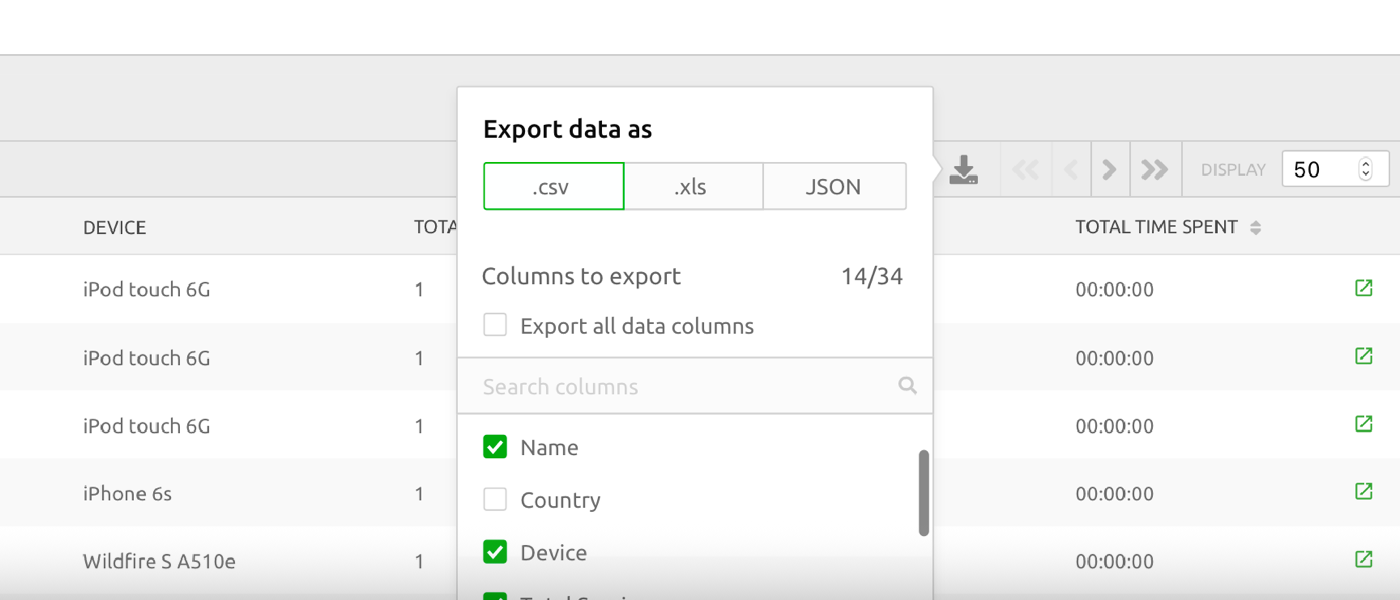 Export data as
.csv .xls JSON
DISPLAY 50
DEVICE TOTAL TIME SPENT
Columns to export 14/34
iPod touch 6G 1 00:00:00
Export all data columns
iPod touch 6G 1 00:00:00
Search columns
iPod touch 6G 1 00:00:00
Name
iPhone 6s 1 00:00:00
Country
Device
Wildfire S A510e 1 00:00:00